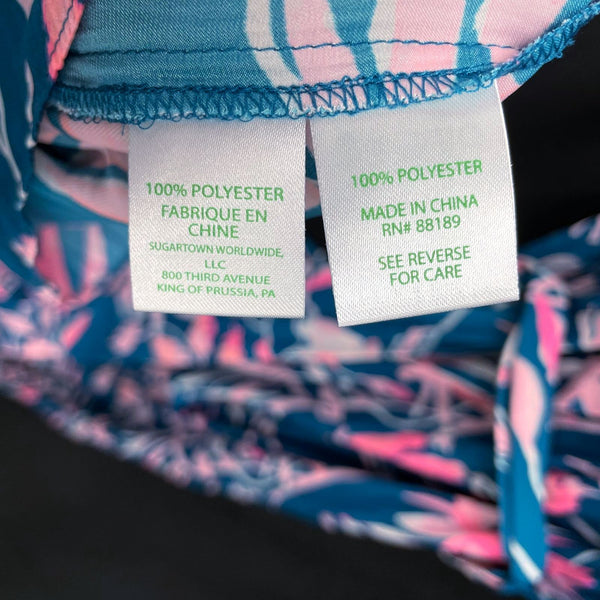 100% POLYESTER
FABRIQUE EN
CHINE
SUGARTOWN WORLDWIDE,
LLC
800 THIRD AVENUE
KING OF PRUSSIA, PA
100% POLYESTER
MADE IN CHINA
RN# 88189
SEE REVERSE
FOR CARE